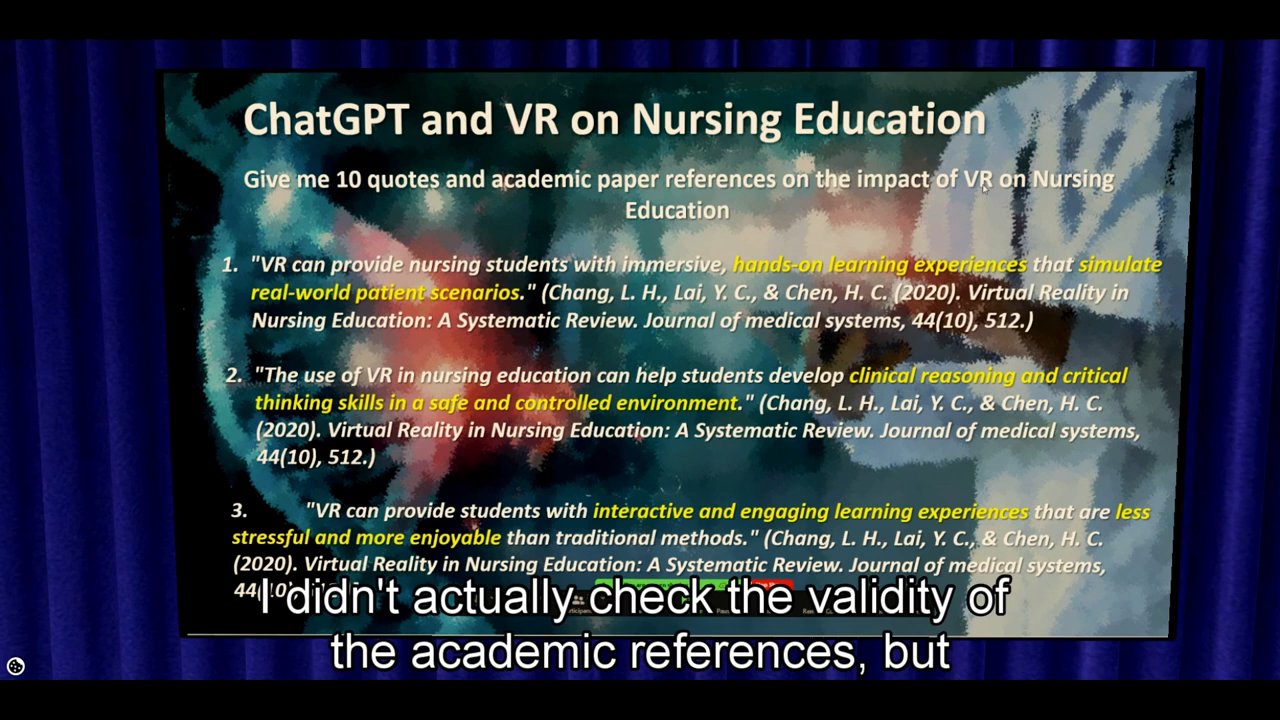 ChatGPT and VR on Nursing Education
Give me 10 quotes and academic paper references on the impact of VR on Nursing
Education
1. "VR can provide nursing students with immersive, hands-on learning experiences that simulate
real-world patient scenarios." (Chang, L. H., Lai, Y. C., & Chen, H. C. (2020). Virtual Reality in
Nursing Education: A Systematic Review. Journal of medical systems, 44(10), 512.)
2. "The use of VR in nursing education can help students develop clinical reasoning and critical
thinking skills in a safe and controlled environment." (Chang, L. H., Lai, Y. C., & Chen, H. C.
(2020). Virtual Reality in Nursing Education: A Systematic Review. Journal of medical systems,
44(10), 512.)
3. "VR can provide students with interactive and engaging learning experiences that are less
stressful and more enjoyable than traditional methods." (Chang, L. H., Lai, Y. C., & Chen, H. C.
(2020). Virtual Reality in Nursing Education: A Systematic Review. Journal of medical systems,
I didn't actually check the validity of
the academic references, but